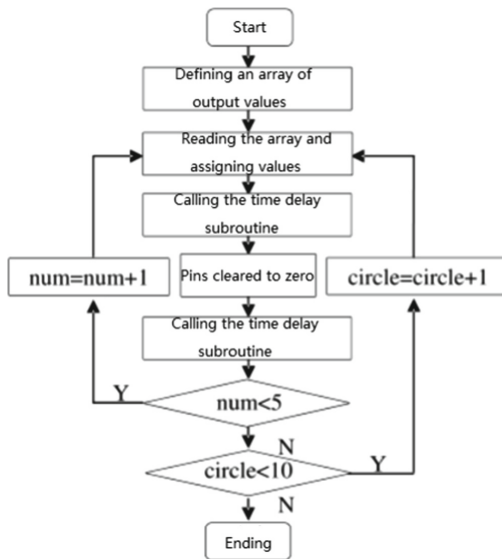 Start
Defining an array of
output values
Reading the array and
assigning values
Calling the time delay
subroutine
num=num+1
Pins cleared to zero
circle=circle+1
Calling the time delay
subroutine
Y
num<5
N
circle<10
Y
N
Ending